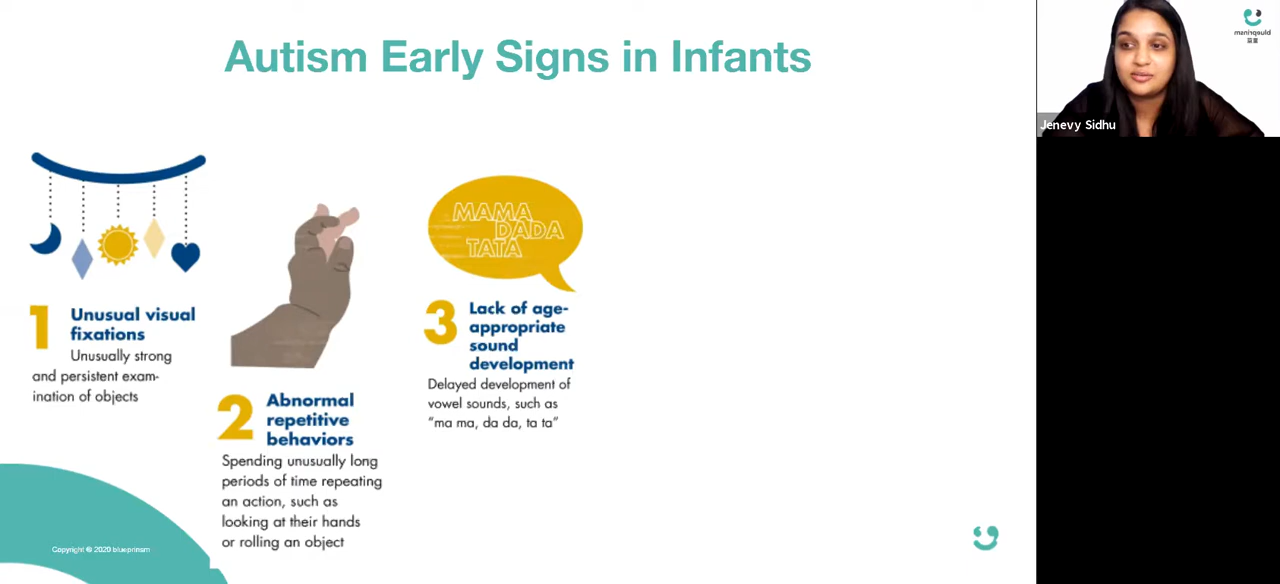 Autism Early Signs in Infants
MAMA
DADA
TATA
1 Unusual visual
fixations
Unusually strong
and persistent exam-
ination of objects
2 Abnormal
repetitive
behaviors
Spending unusually long
periods of time repeating
an action, such as
looking at their hands
or rolling an object
3 Lack of age-
appropriate
sound
development
Delayed development of
vowel sounds, such as
“ma ma, da da, ta ta”
Copyright © 2020 blueprinsm
Jenevy Sidhu